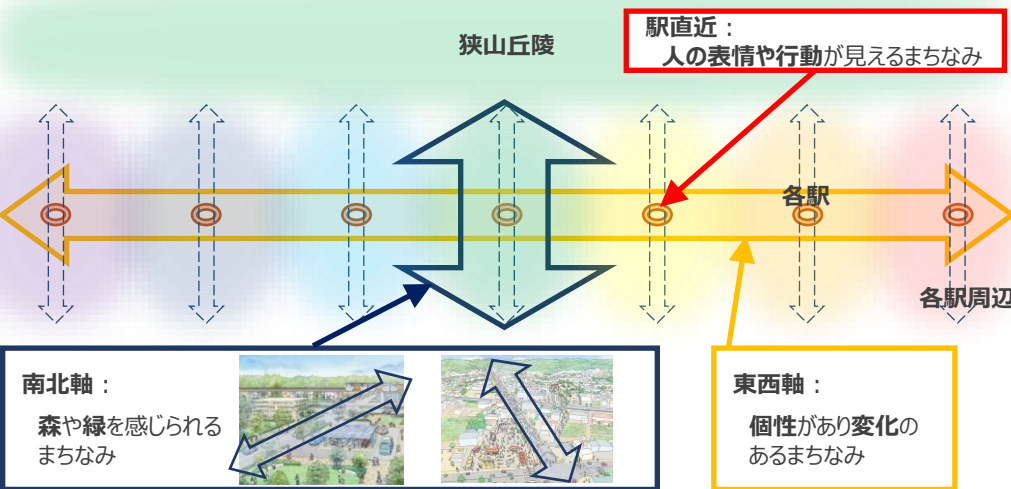 狭山丘陵
駅直近：
人の表情や行動が見えるまちなみ
各駅
各駅周辺
南北軸：
森や緑を感じられる
まちなみ
東西軸：
個性があり変化の
あるまちなみ